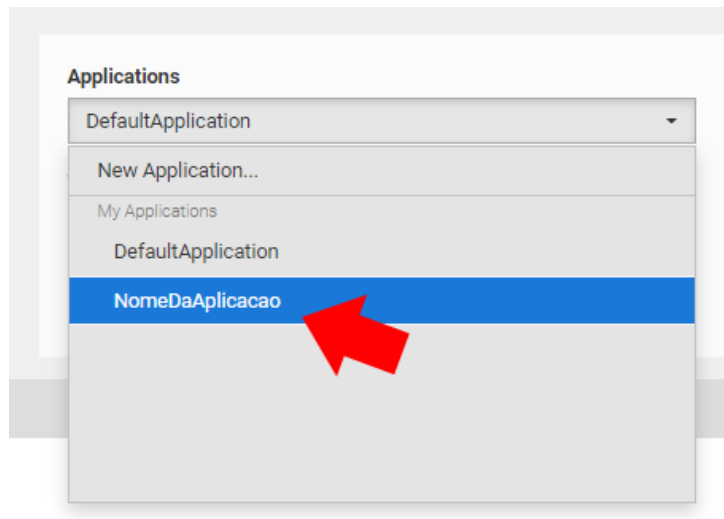 Applications
DefaultApplication
New Application...
My Applications
DefaultApplication
NomeDaAplicacao